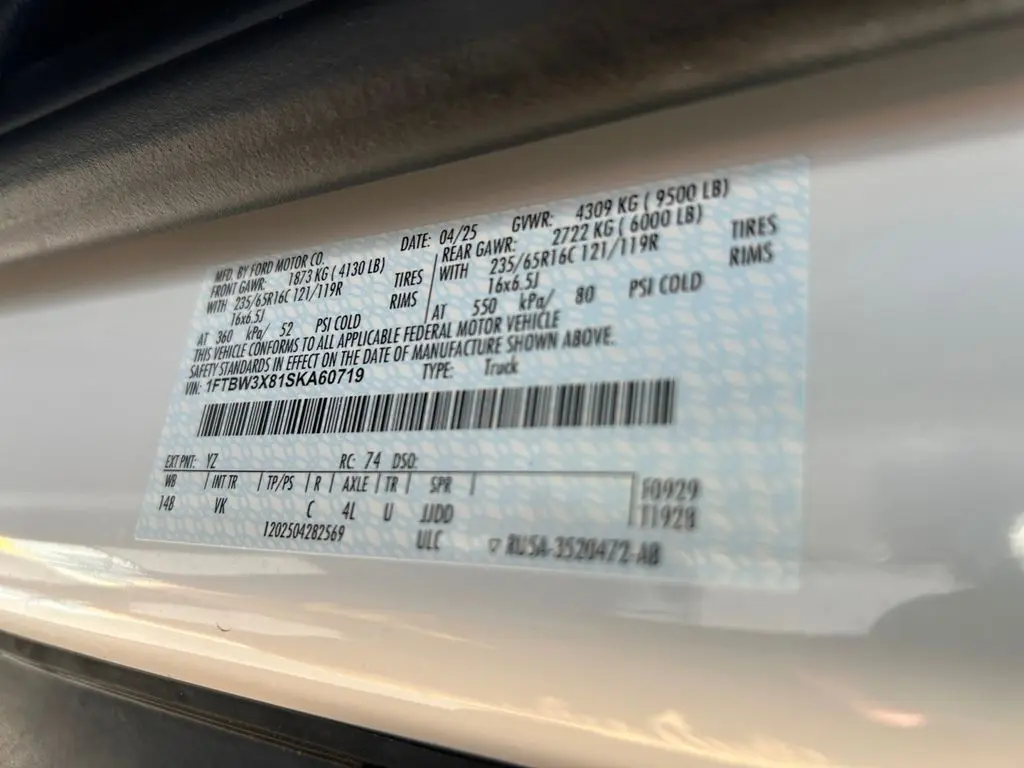 MFD. BY FORD MOTOR CO.
DATE: 04/25 GVWR: 4309 KG ( 9500 LB)
FRONT GAWR: 1873 KG ( 4130 LB)
REAR GAWR: 2722 KG ( 6000 LB)
WITH 235/65R16C 121/119R TIRES
WITH 235/65R16C 121/119R TIRES
16x6.5J RIMS
16x6.5J RIMS
AT 360 kPa/ 52 PSI COLD
AT 550 kPa/ 80 PSI COLD
THIS VEHICLE CONFORMS TO ALL APPLICABLE FEDERAL MOTOR VEHICLE
SAFETY STANDARDS IN EFFECT ON THE DATE OF MANUFACTURE SHOWN ABOVE.
VIN: 1FTBW3X81SKA60719 TYPE: Truck
EXT PNT: YZ RC: 74 DSO:
WB INT TR TP/PS R AXLE TR SPR F0929
148 VK C 4L U JJDD T1928
1202504282569 ULC ▽ RU5A-3520472-AB